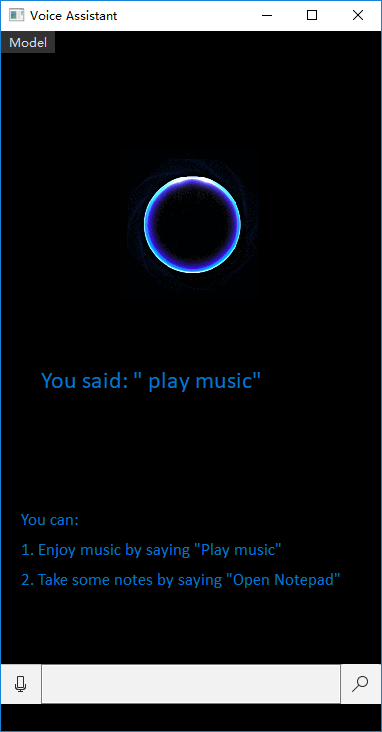 Voice Assistant
Model
You said: " play music"
You can:
1. Enjoy music by saying "Play music"
2. Take some notes by saying "Open Notepad"